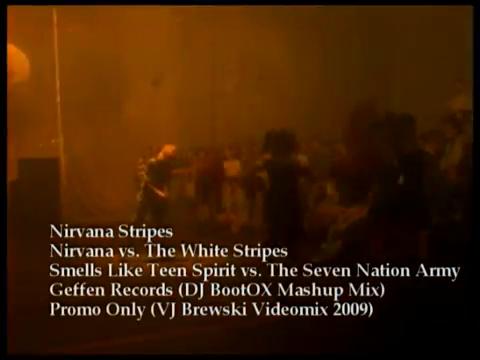 Nirvana Stripes
Nirvana vs. The White Stripes
Smells Like Teen Spirit vs. The Seven Nation Army
Geffen Records (DJ BootOX Mashup Mix)
Promo Only (VJ Brewski Videomix 2009)